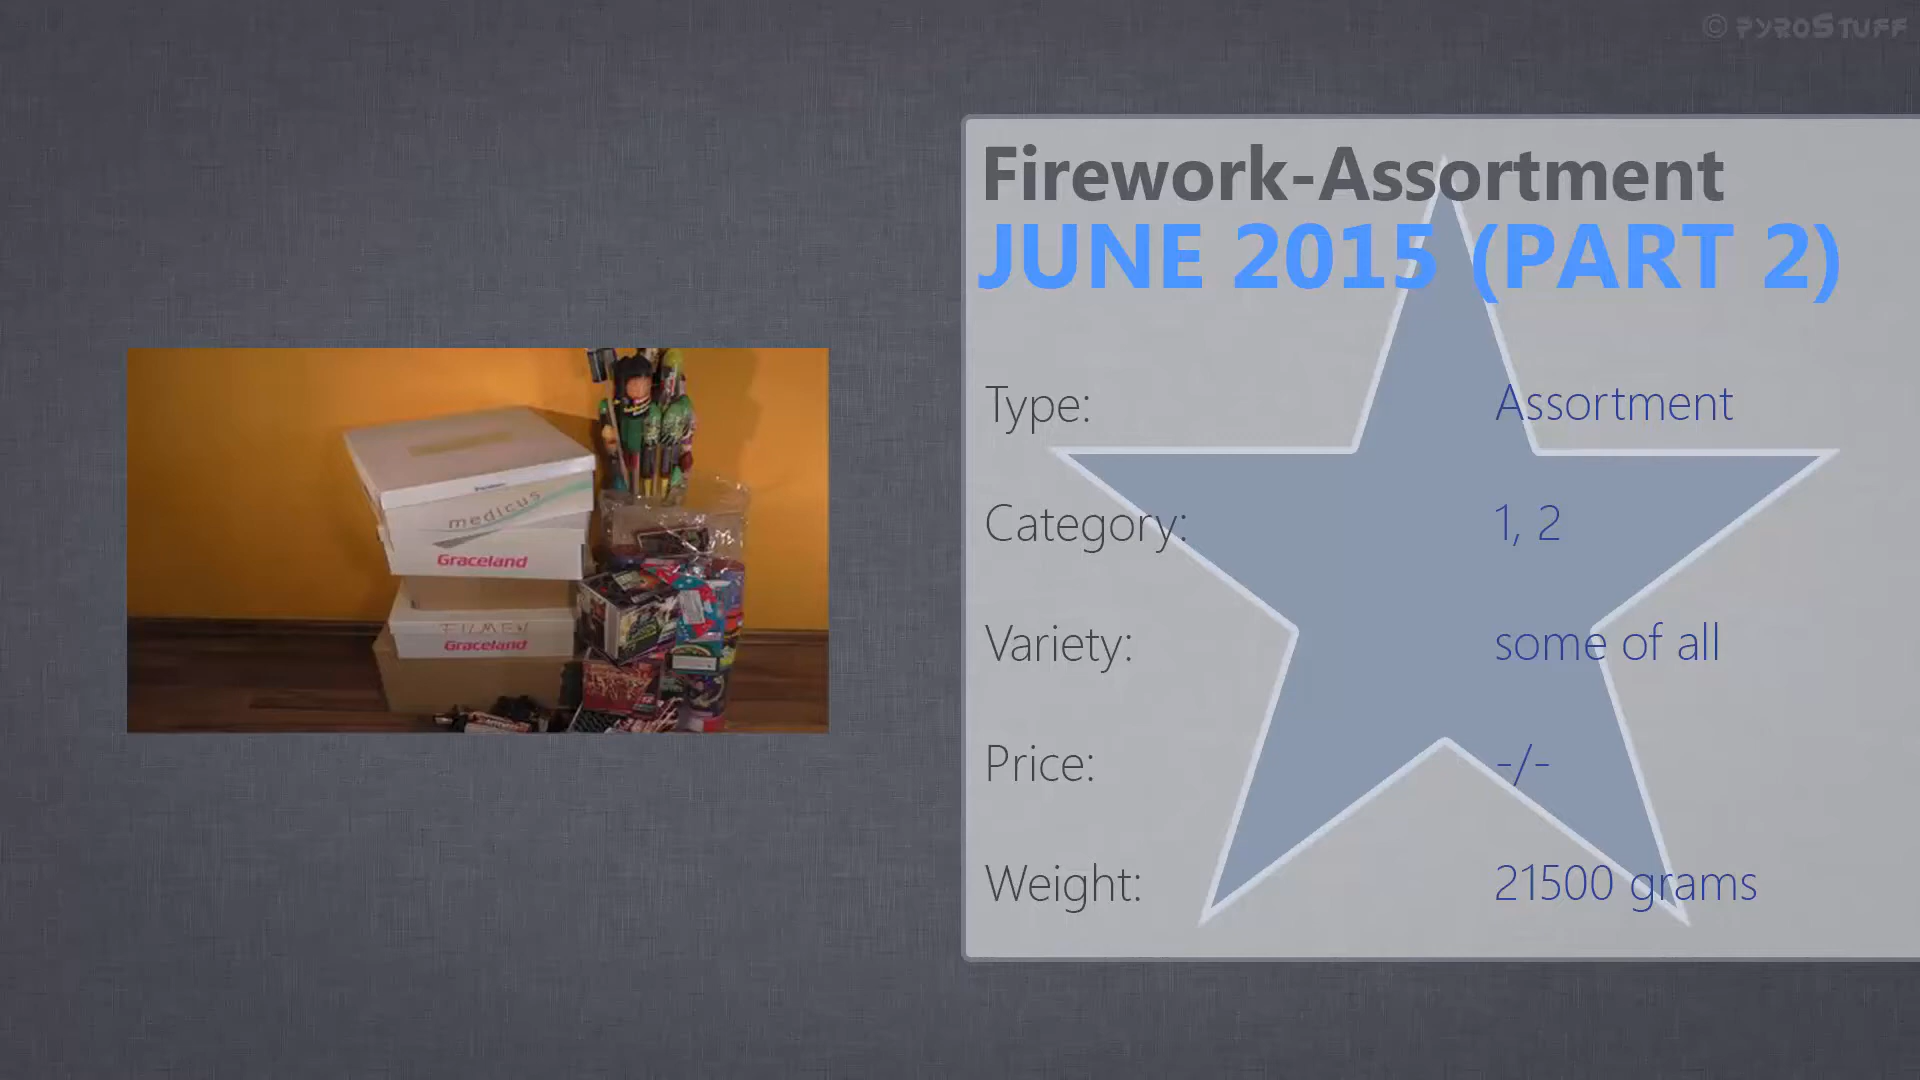 © PYROSTUFF
Firework-Assortment
JUNE 2015 (PART 2)
Type: Assortment
Category: 1, 2
Variety: some of all
Price: -/-
Weight: 21500 grams
medicus
Graceland
FILMEN
Graceland